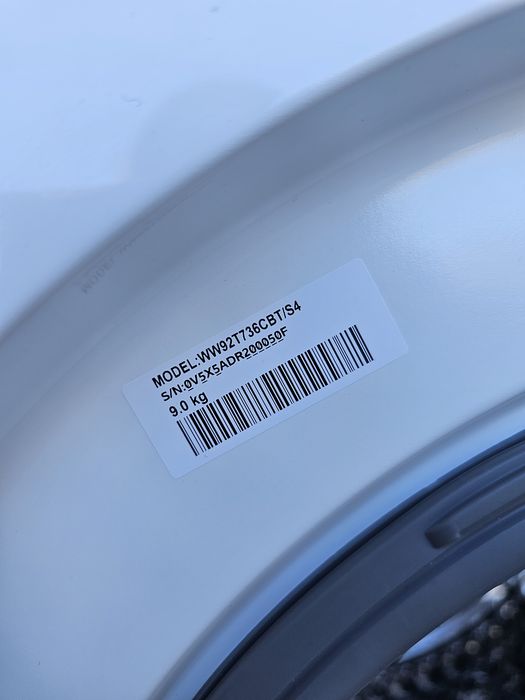 MODEL:WW92T736CBT/S4
S/N:0V5X5ADR200050F
9.0 kg